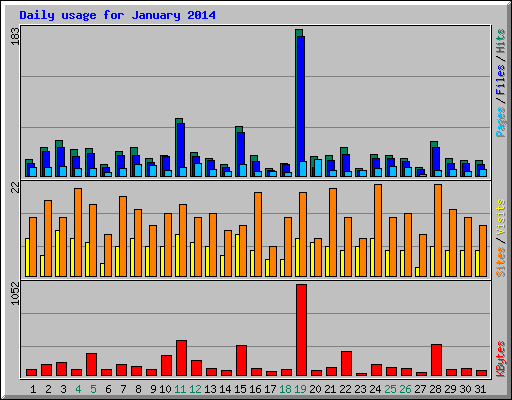 Daily usage for January 2014
183
22
1052
Pages / Files / Hits
Sites / Visits
KBytes
1 2 3 4 5 6 7 8 9 10 11 12 13 14 15 16 17 18 19 20 21 22 23 24 25 26 27 28 29 30 31